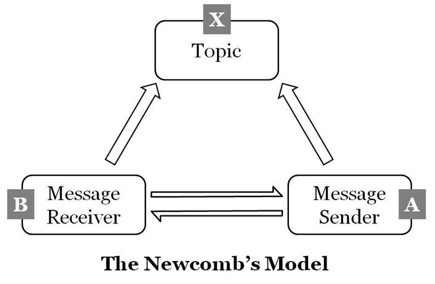 X
Topic
B
Message
Receiver
Message
Sender
A
The Newcomb's Model